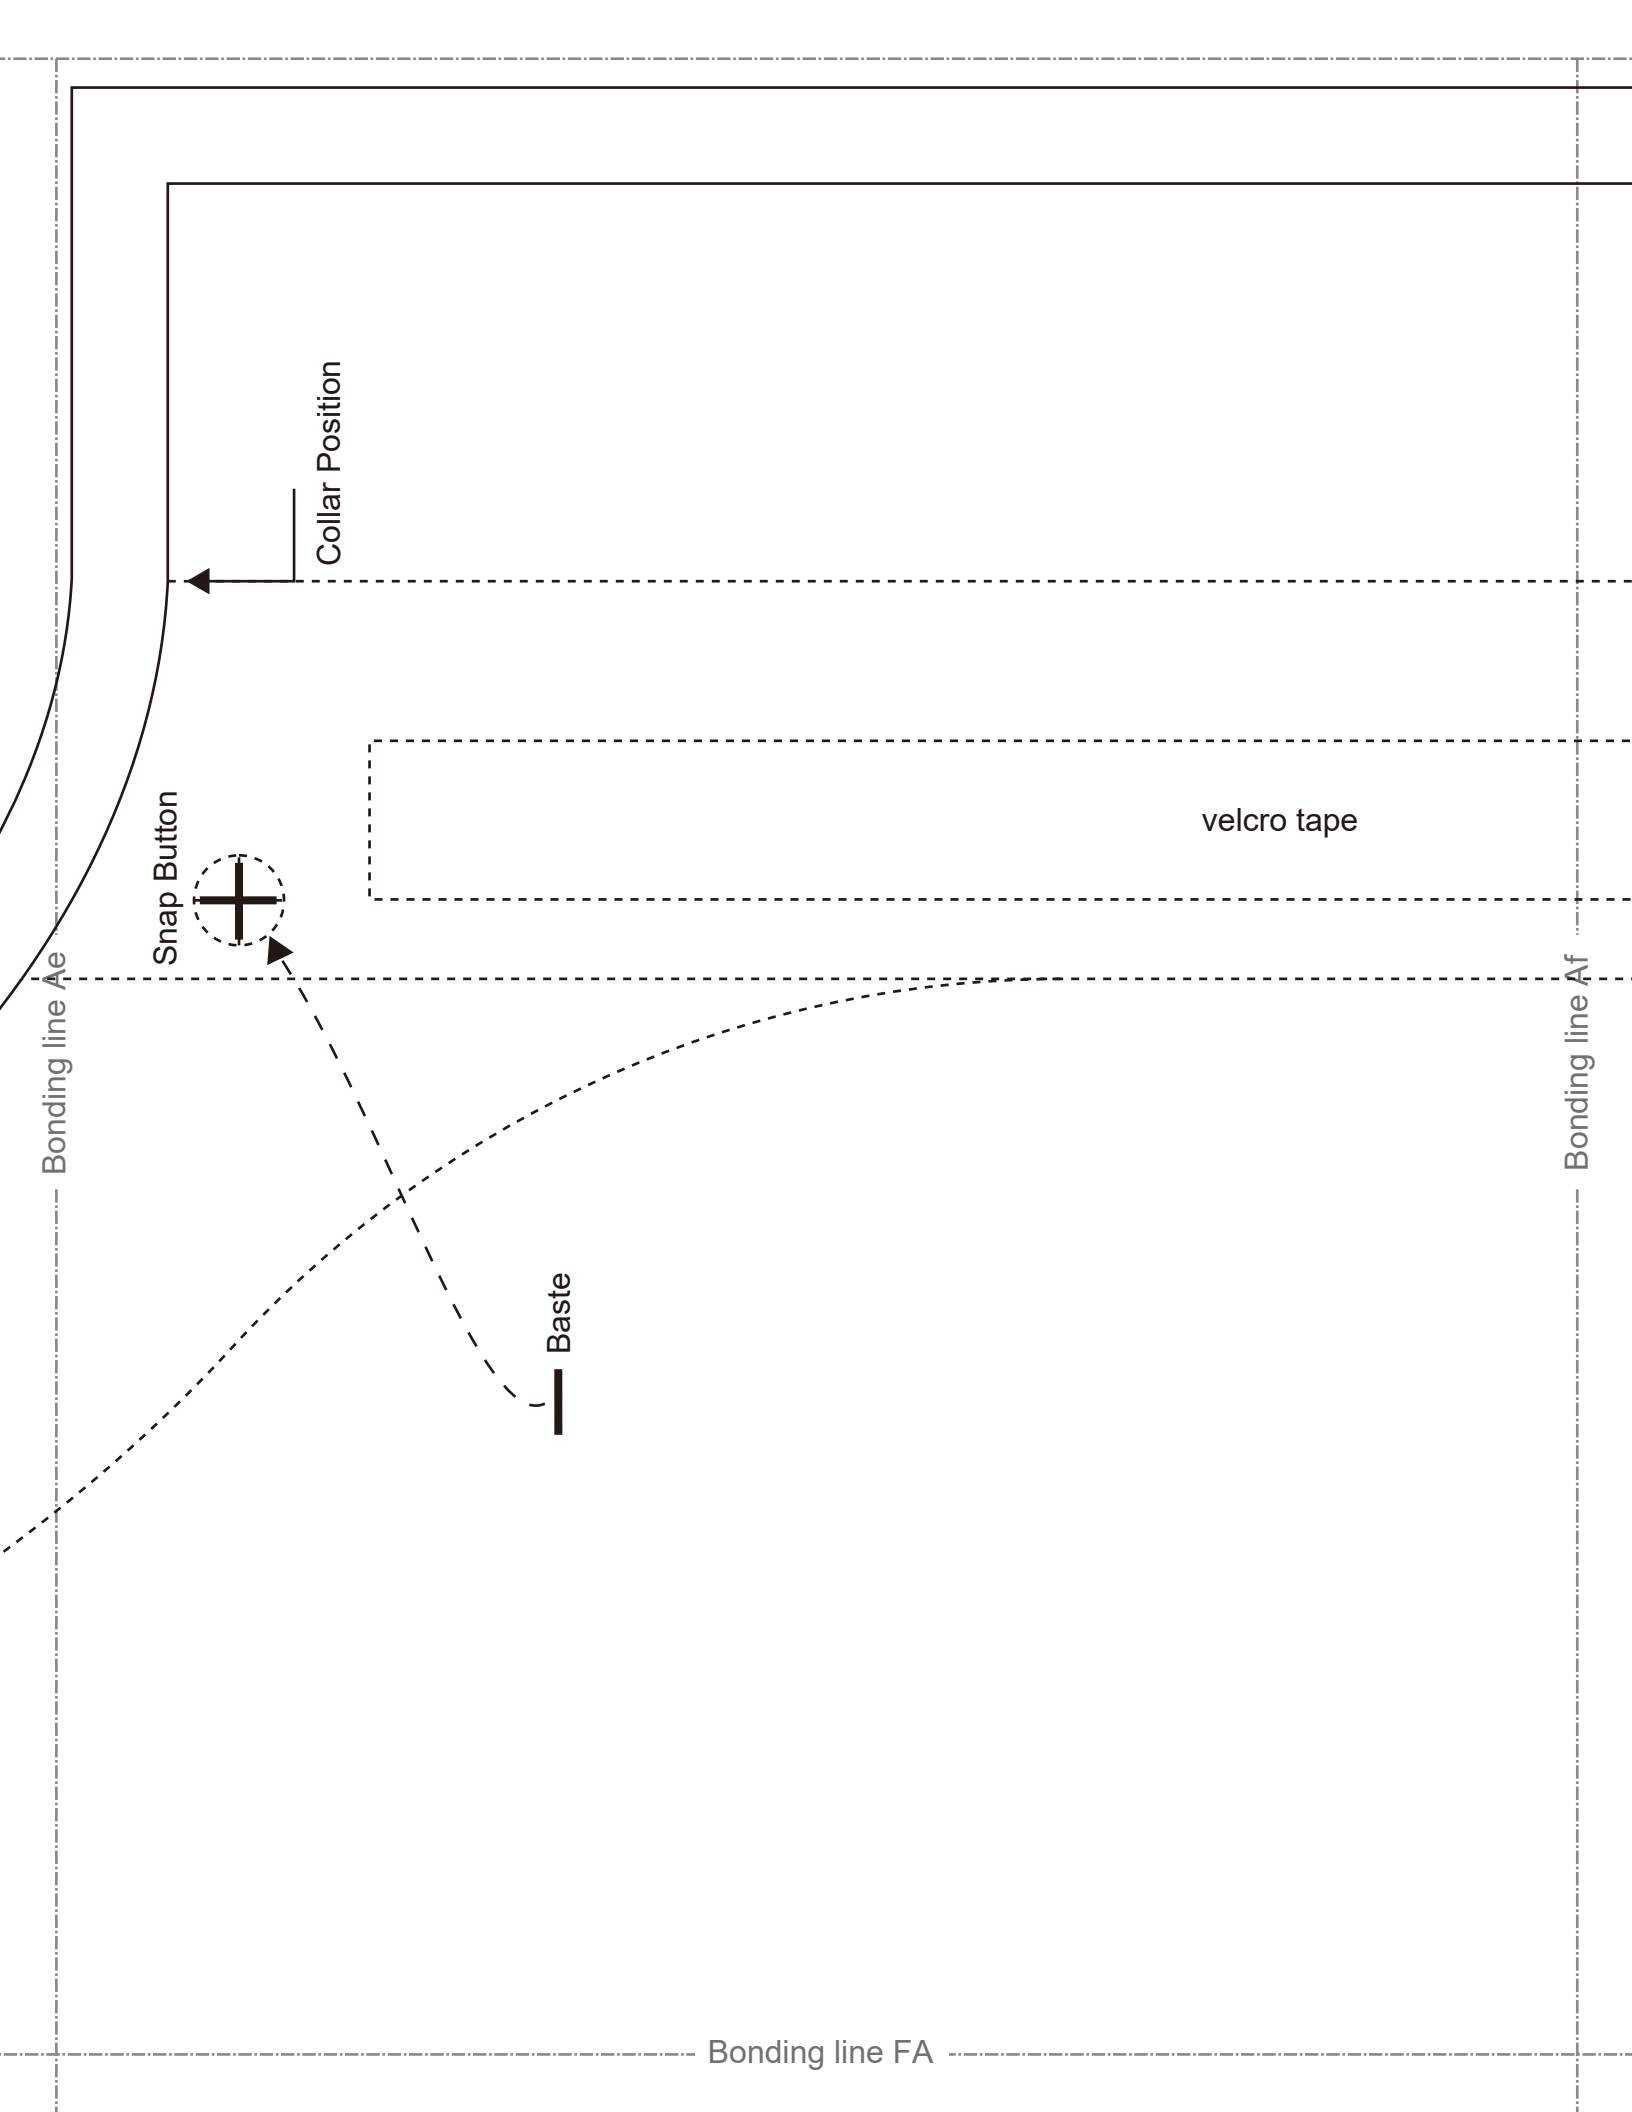 Collar Position
velcro tape
Snap Button
Bonding line Ae
Bonding line Af
Baste
Bonding line FA